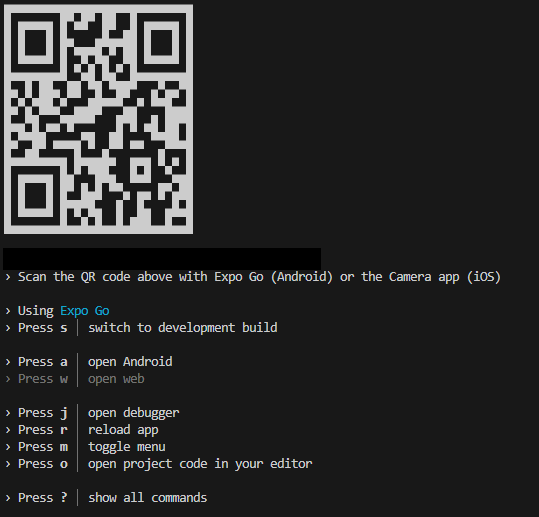 › Scan the QR code above with Expo Go (Android) or the Camera app (iOS)
› Using Expo Go
› Press s │ switch to development build
› Press a │ open Android
› Press w │ open web
› Press j │ open debugger
› Press r │ reload app
› Press m │ toggle menu
› Press o │ open project code in your editor
› Press ? │ show all commands